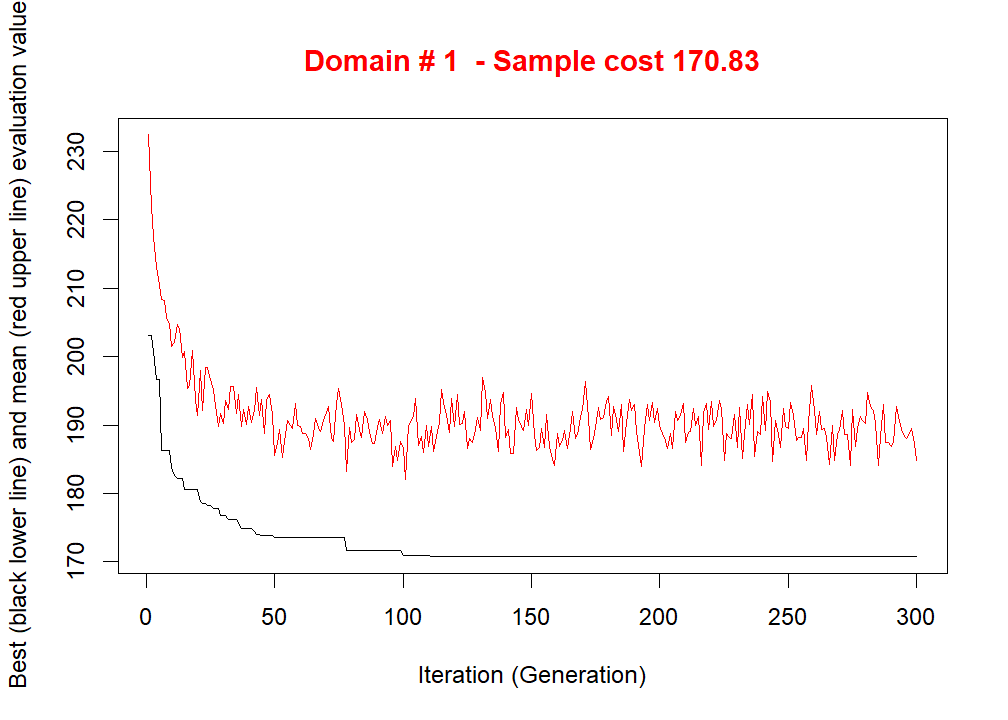 Domain # 1  - Sample cost 170.83
Best (black lower line) and mean (red upper line) evaluation value
230
220
210
200
190
180
170
0 50 100 150 200 250 300
Iteration (Generation)